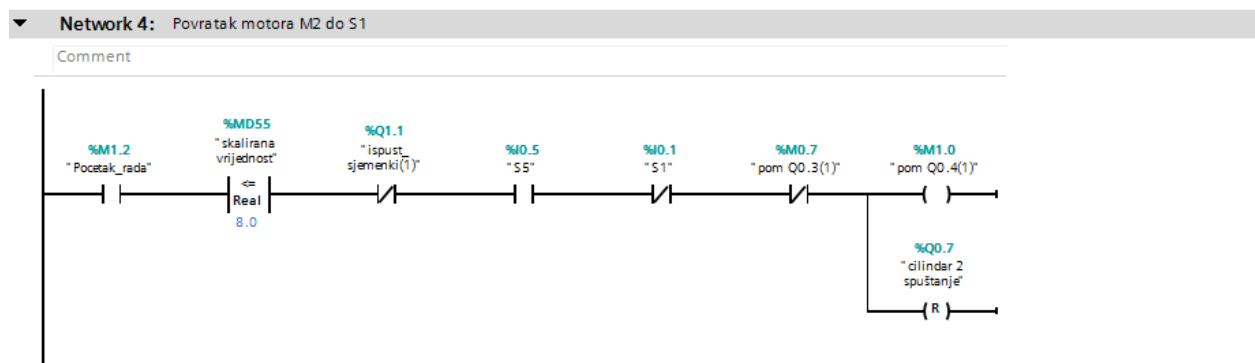 Network 4: Povratak motora M2 do S1
Comment
%M1.2
"Pocetak_rada"
%MD55
"skalirana
vrijednost"
<=
Real
8.0
%Q1.1
"ispust_
sjemenki(1)"
%I0.5
"S5"
%I0.1
"S1"
%M0.7
"pom Q0.3(1)"
%M1.0
"pom Q0.4(1)"
%Q0.7
"cilindar 2
spuštanje"
R